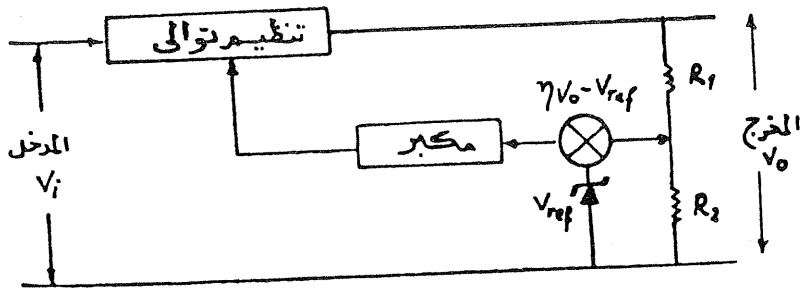 تنظيم توالى
R1
ηVo-Vref
المخرج
Vo
مكبر
المدخل
Vi
Vref
R2